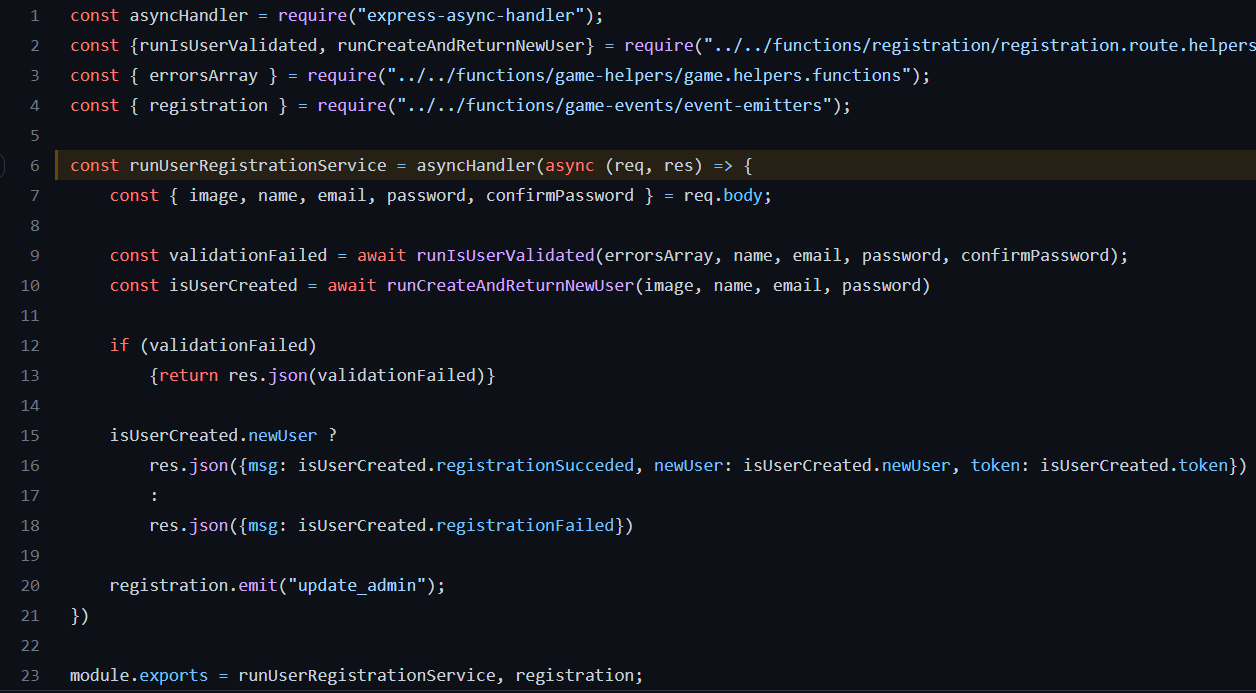 1 const asyncHandler = require("express-async-handler");
2 const {runIsUserValidated, runCreateAndReturnNewUser} = require("../../functions/registration/registration.route.helpers
3 const { errorsArray } = require("../../functions/game-helpers/game.helpers.functions");
4 const { registration } = require("../../functions/game-events/event-emitters");
5
6 const runUserRegistrationService = asyncHandler(async (req, res) => {
7     const { image, name, email, password, confirmPassword } = req.body;
8
9     const validationFailed = await runIsUserValidated(errorsArray, name, email, password, confirmPassword);
10     const isUserCreated = await runCreateAndReturnNewUser(image, name, email, password)
11
12     if (validationFailed)
13         {return res.json(validationFailed)}
14
15     isUserCreated.newUser ?
16         res.json({msg: isUserCreated.registrationSucceded, newUser: isUserCreated.newUser, token: isUserCreated.token})
17         :
18         res.json({msg: isUserCreated.registrationFailed})
19
20     registration.emit("update_admin");
21 })
22
23 module.exports = runUserRegistrationService, registration;